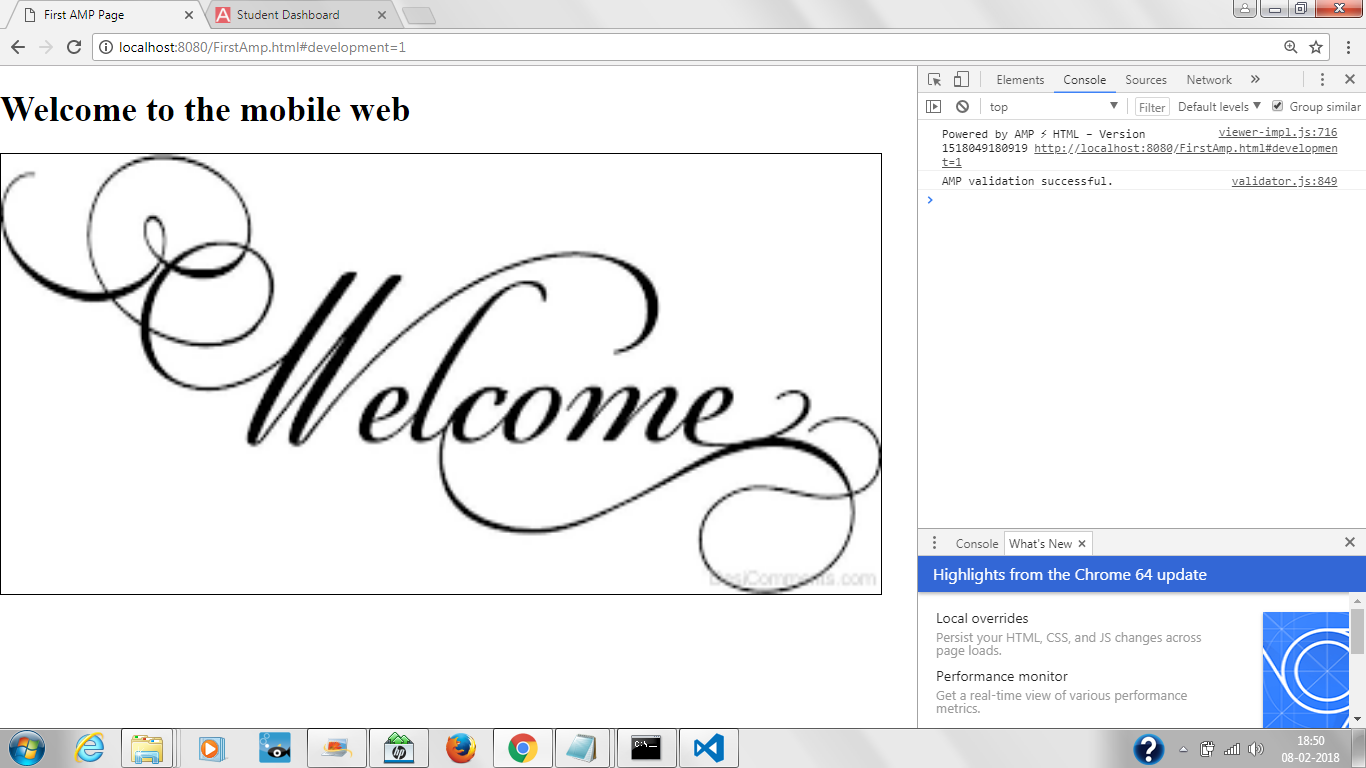 First AMP Page
Student Dashboard
localhost:8080/FirstAmp.html#development=1
Welcome to the mobile web
Welcome
DesiComments.com
Elements Console Sources Network »
top Filter Default levels Group similar
Powered by AMP ⚡ HTML – Version viewer-impl.js:716
1518049180919 http://localhost:8080/FirstAmp.html#developmen
t=1
AMP validation successful. validator.js:849
Console What's New
Highlights from the Chrome 64 update
Local overrides
Persist your HTML, CSS, and JS changes across
page loads.
Performance monitor
Get a real-time view of various performance
metrics.
hp
C:\
18:50
08-02-2018